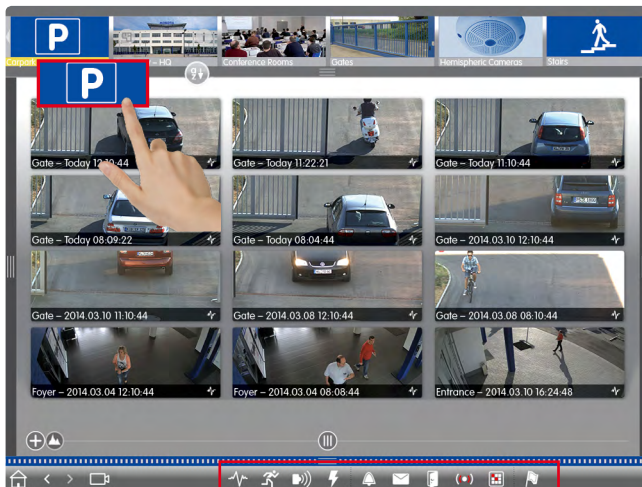 P
Carpark
– HQ
Conference Rooms
Gates
Hemispheric Cameras
Stairs
P
9
Gate – Today 12:10:44
Gate – Today 11:22:21
Gate – Today 11:10:44
Gate – Today 08:09:22
Gate – Today 08:04:44
Gate – 2014.03.10 12:10:44
Gate – 2014.03.10 11:10:44
Gate – 2014.03.08 12:10:44
Gate – 2014.03.08 08:10:44
Foyer – 2014.03.04 12:10:44
Foyer – 2014.03.04 08:08:44
Entrance – 2014.03.10 16:24:48